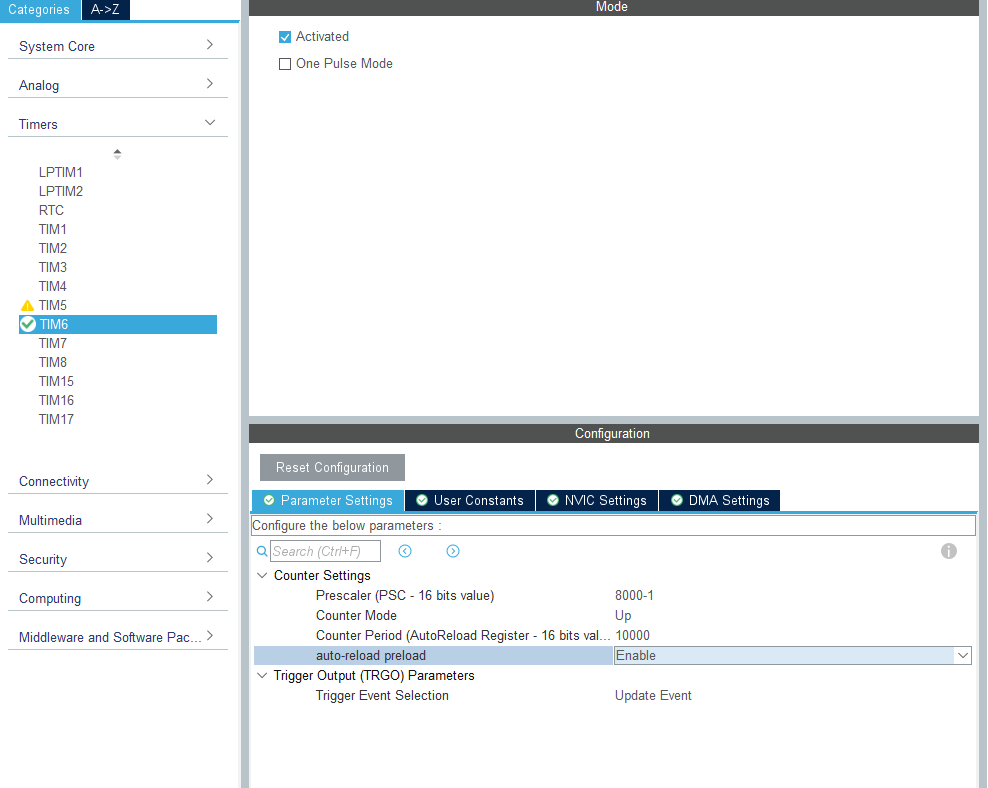 Categories A->Z
System Core
Analog
Timers
LPTIM1
LPTIM2
RTC
TIM1
TIM2
TIM3
TIM4
TIM5
TIM6
TIM7
TIM8
TIM15
TIM16
TIM17
Connectivity
Multimedia
Security
Computing
Middleware and Software Pac...
Mode
Activated
One Pulse Mode
Configuration
Reset Configuration
Parameter Settings User Constants NVIC Settings DMA Settings
Configure the below parameters :
Search (Ctrl+F)
Counter Settings
Prescaler (PSC - 16 bits value) 8000-1
Counter Mode Up
Counter Period (AutoReload Register - 16 bits val... 10000
auto-reload preload Enable
Trigger Output (TRGO) Parameters
Trigger Event Selection Update Event